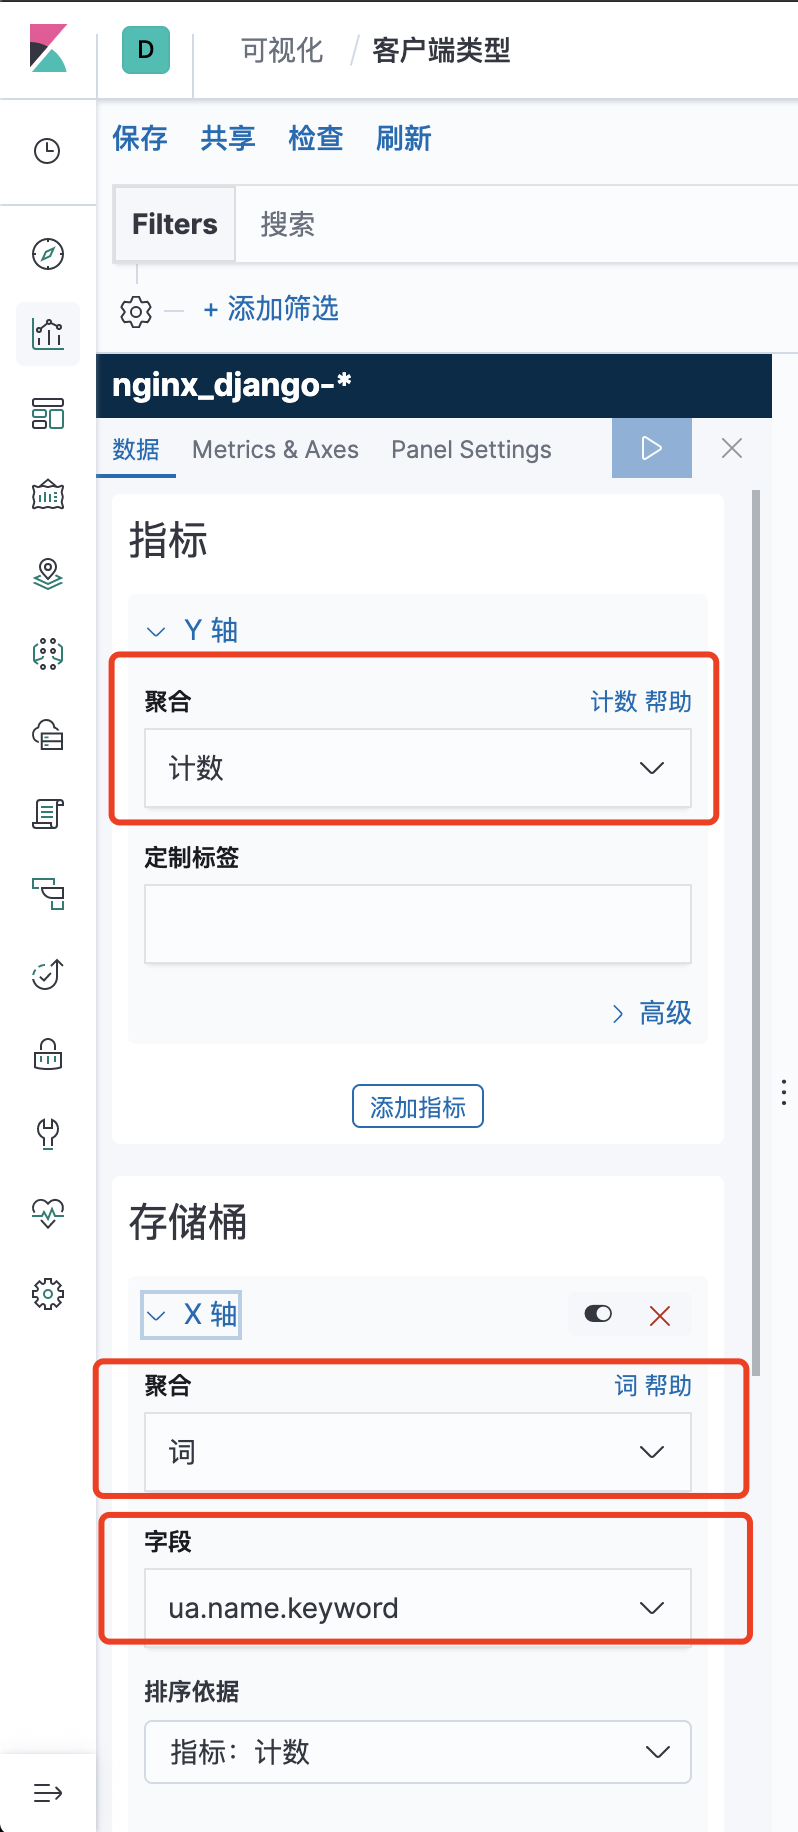 D
可视化 / 客户端类型
保存 共享 检查 刷新
Filters 搜索
+ 添加筛选
nginx_django-*
数据 Metrics & Axes Panel Settings
指标
Y 轴
聚合 计数 帮助
计数
定制标签
高级
添加指标
存储桶
X 轴
聚合 词 帮助
词
字段
ua.name.keyword
排序依据
指标：计数